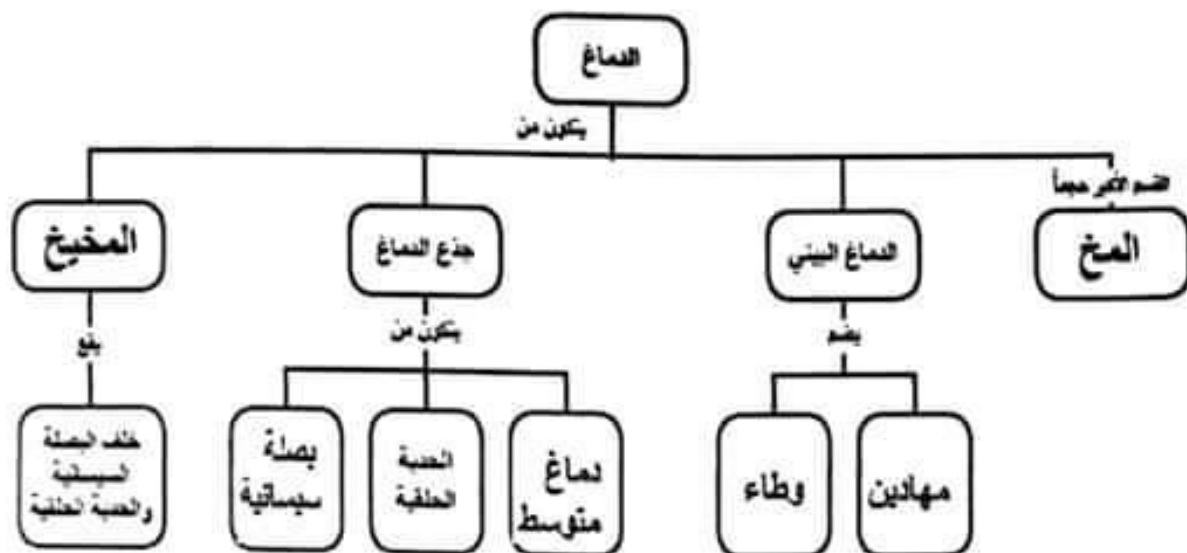 الدماغ
يتكون من
القسم الأكبر حجماً
المخ
الدماغ البيني
جذع الدماغ
المخيخ
يضم
يتكون من
يقع
مهادين
وطاء
دماغ
متوسط
الحدبة
الحلقية
بصلة
سيسائية
خلف البصلة
السيسائية
والحدبة الحلقية